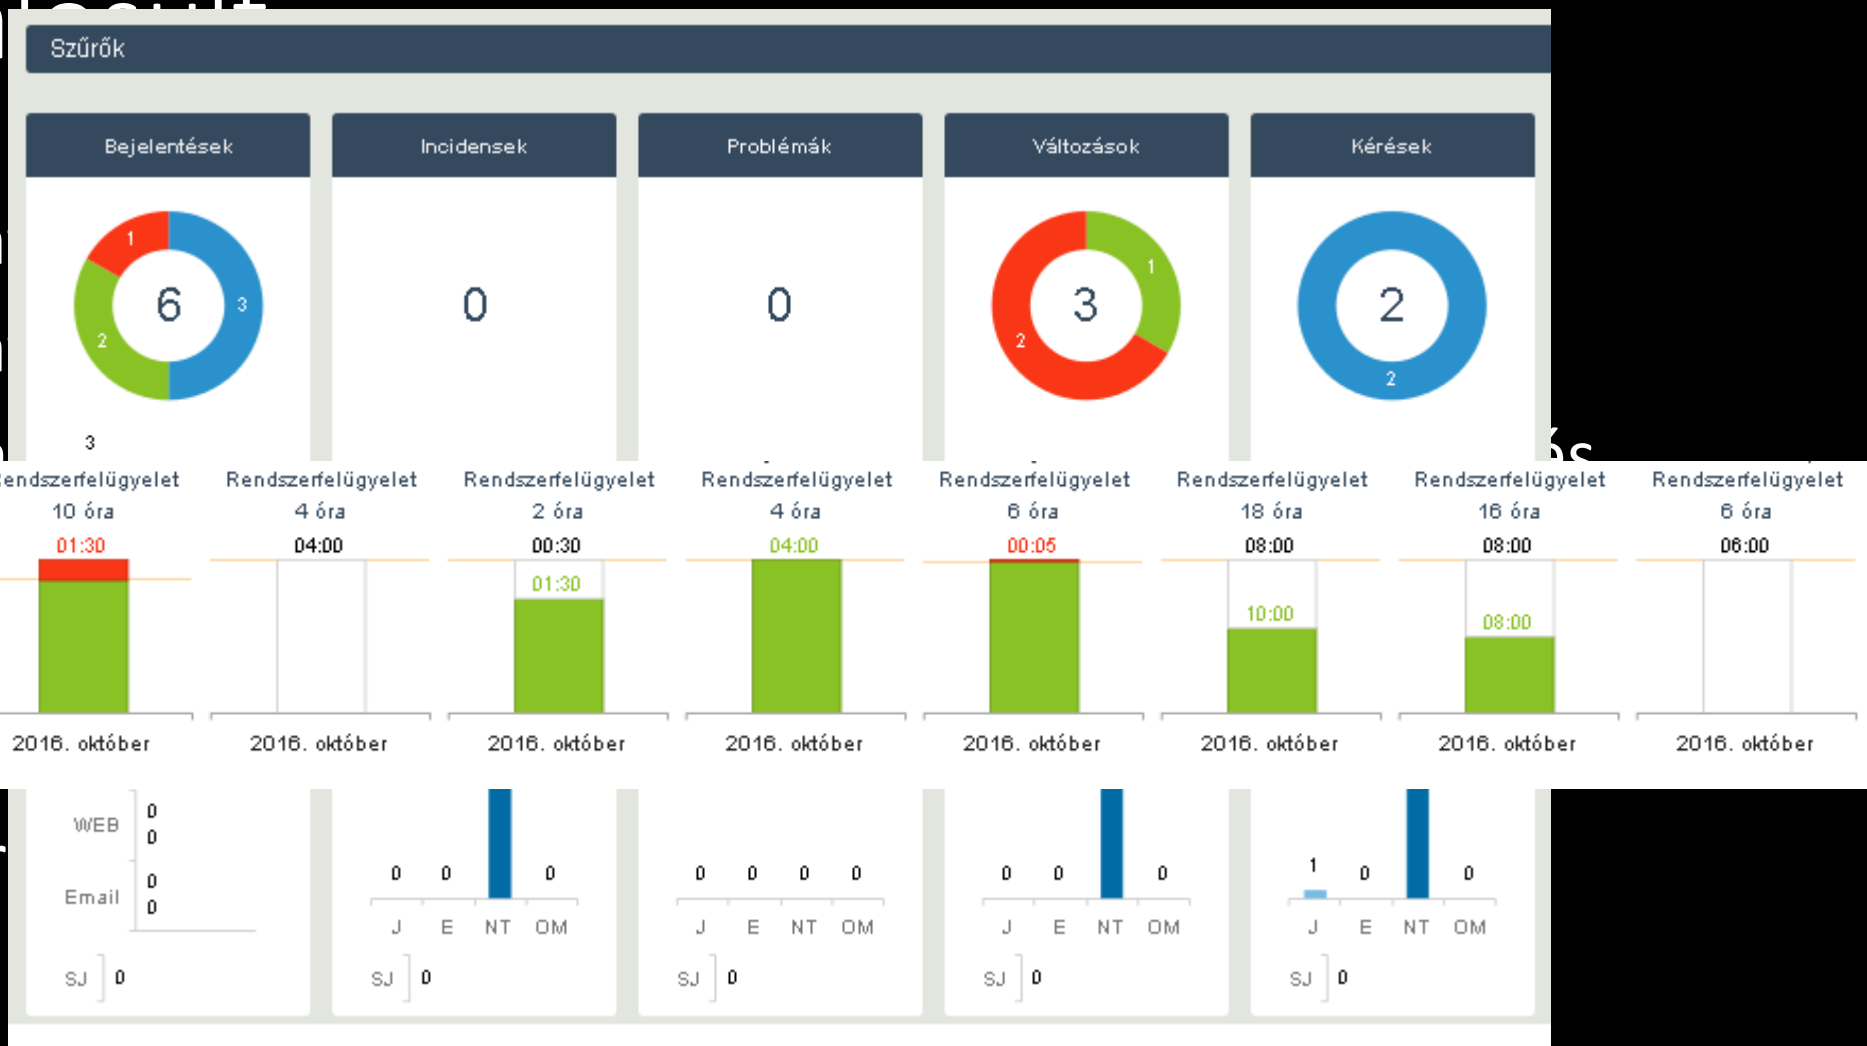 Szűrők
Bejelentések Incidensek Problémák Változások Kérések
1 3 2 6
0
0
1 2 3
2 2
3
és
Rendszerfelügyelet Rendszerfelügyelet Rendszerfelügyelet Rendszerfelügyelet Rendszerfelügyelet Rendszerfelügyelet Rendszerfelügyelet Rendszerfelügyelet
10 óra 4 óra 2 óra 4 óra 6 óra 18 óra 16 óra 6 óra
01:30 04:00 00:30 04:00 00:05 08:00 08:00 06:00
01:30 10:00 08:00
2016. október 2016. október 2016. október 2016. október 2016. október 2016. október 2016. október 2016. október
WEB 0 0
Email 0 0
SJ 0
0 0 0
J E NT OM
SJ 0
0 0 0 0
J E NT OM
SJ 0
0 0 0
J E NT OM
SJ 0
1 0 0
J E NT OM
SJ 0